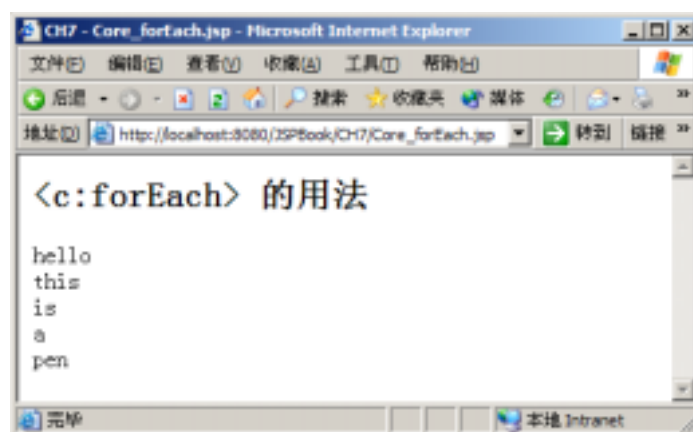 CH7 - Core_forEach.jsp - Microsoft Internet Explorer
文件(F) 编辑(E) 查看(V) 收藏(A) 工具(T) 帮助(H)
后退 搜索 收藏夹 媒体
地址(D) http://localhost:8080/JSPBook/CH7/Core_forEach.jsp 转到 链接
<c:forEach> 的用法
hello
this
is
a
pen
完毕 本地 Intranet